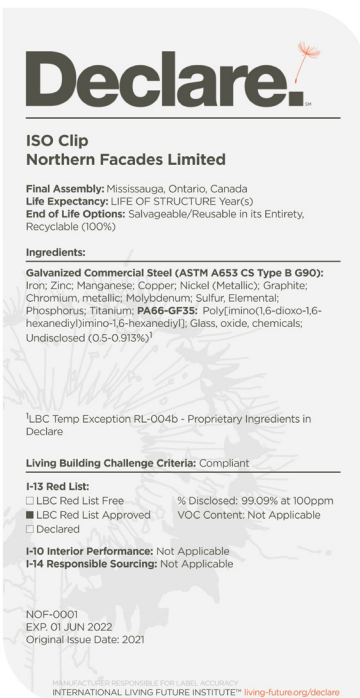 Declare.
SM
ISO Clip
Northern Facades Limited
Final Assembly: Mississauga, Ontario, Canada
Life Expectancy: LIFE OF STRUCTURE Year(s)
End of Life Options: Salvageable/Reusable in its Entirety,
Recyclable (100%)
Ingredients:
Galvanized Commercial Steel (ASTM A653 CS Type B G90):
Iron; Zinc; Manganese; Copper; Nickel (Metallic); Graphite;
Chromium, metallic; Molybdenum; Sulfur, Elemental;
Phosphorus; Titanium; PA66-GF35: Poly[imino(1,6-dioxo-1,6-
hexanediyl)imino-1,6-hexanediyl]; Glass, oxide, chemicals;
Undisclosed (0.5-0.913%)¹
¹LBC Temp Exception RL-004b - Proprietary Ingredients in
Declare
Living Building Challenge Criteria: Compliant
I-13 Red List:
☐ LBC Red List Free % Disclosed: 99.09% at 100ppm
■ LBC Red List Approved VOC Content: Not Applicable
☐ Declared
I-10 Interior Performance: Not Applicable
I-14 Responsible Sourcing: Not Applicable
NOF-0001
EXP. 01 JUN 2022
Original Issue Date: 2021
MANUFACTURER RESPONSIBLE FOR LABEL ACCURACY
INTERNATIONAL LIVING FUTURE INSTITUTE™ living-future.org/declare